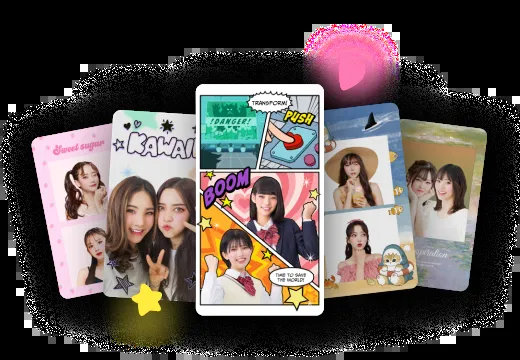 Sweet sugar
KAWAII
TRANSFORM!
!DANGER!
PUSH
BOOM
TIME TO SAVE
THE WORLD!